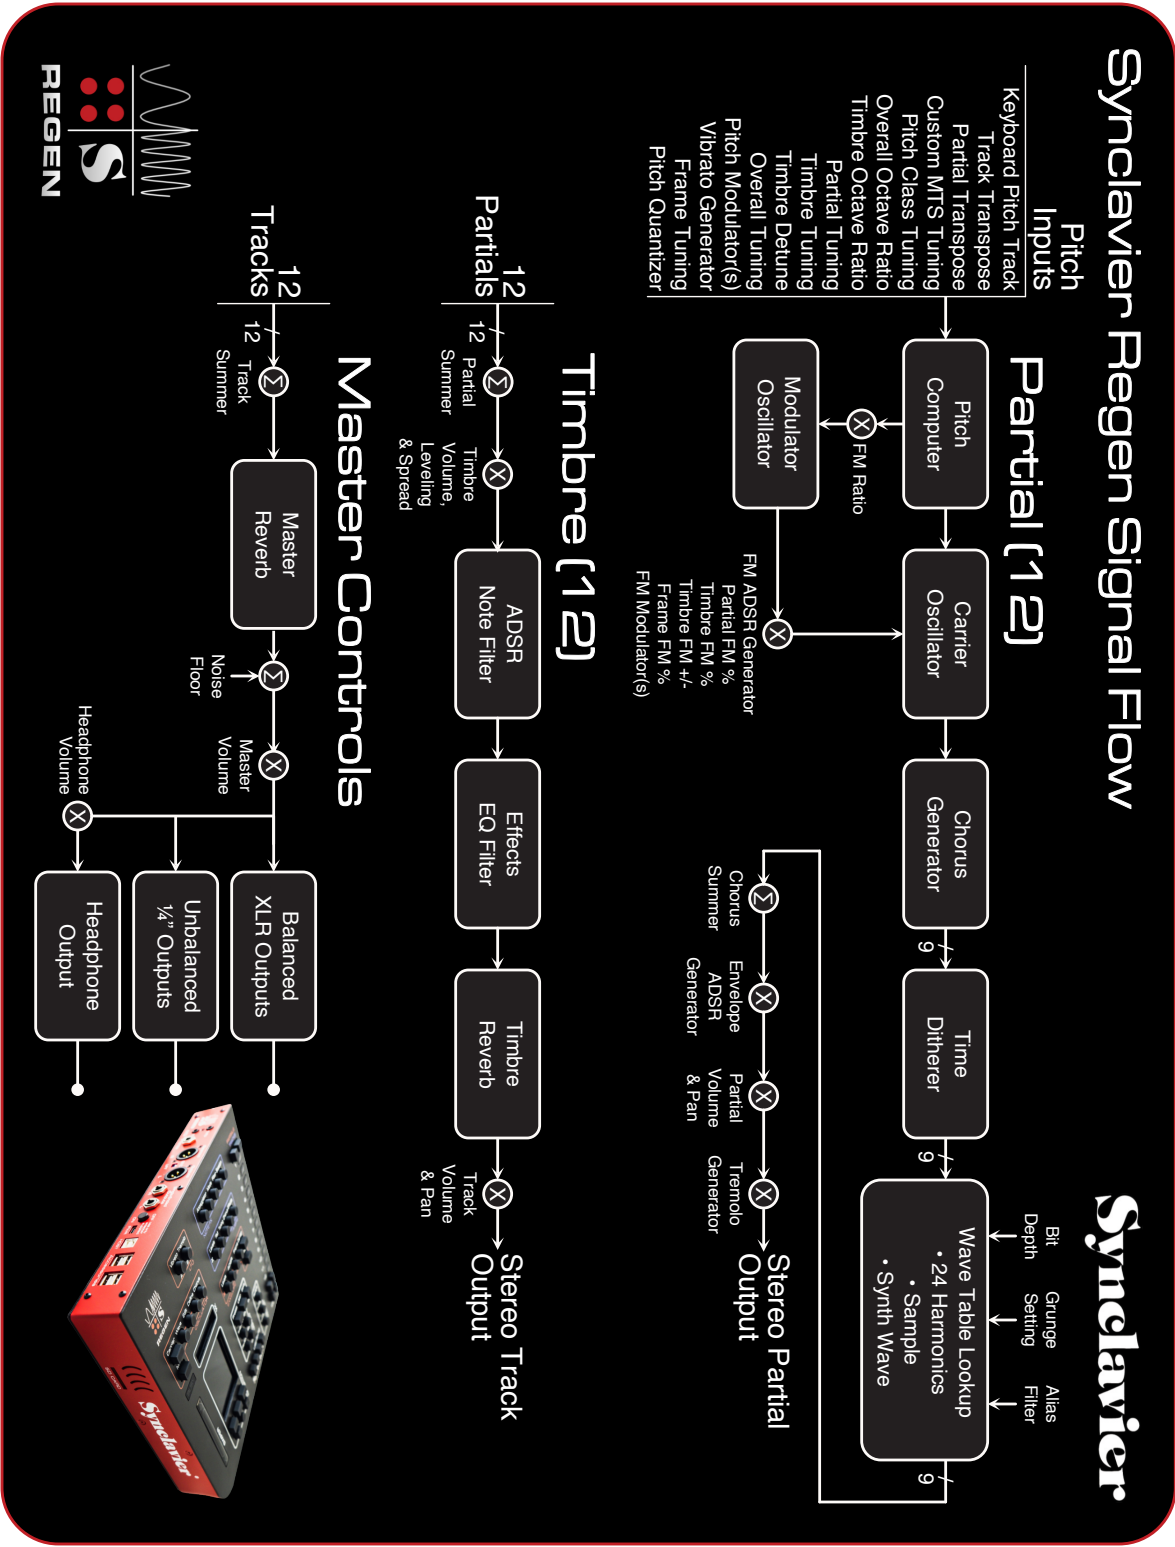 Synclavier Regen Signal Flow
Synclavier
Pitch
Inputs
Keyboard Pitch Track
Track Transpose
Partial Transpose
Custom MTS Tuning
Pitch Class Tuning
Overall Octave Ratio
Timbre Octave Ratio
Partial Tuning
Timbre Tuning
Timbre Detune
Overall Tuning
Pitch Modulator(s)
Vibrato Generator
Frame Tuning
Pitch Quantizer
Partial (12)
Pitch
Computer
FM Ratio
Modulator
Oscillator
Carrier
Oscillator
FM ADSR Generator
Partial FM %
Timbre FM %
Timbre FM +/-
Frame FM %
FM Modulator(s)
Chorus
Generator
9
Time
Ditherer
9
Bit
Depth
Grunge
Setting
Alias
Filter
Wave Table Lookup
• 24 Harmonics
• Sample
• Synth Wave
9
Σ
Chorus
Summer
X
Envelope
ADSR
Generator
X
Partial
Volume
& Pan
X
Tremolo
Generator
Stereo Partial
Output
X
X
Timbre (12)
12
Partials
12
Σ
Partial
Summer
X
Timbre
Volume,
Leveling
& Spread
ADSR
Note Filter
Effects
EQ Filter
Timbre
Reverb
X
Track
Volume
& Pan
Stereo Track
Output
Master Controls
12
Tracks
12
Σ
Track
Summer
Master
Reverb
Σ
Noise
Floor
X
Master
Volume
Balanced
XLR Outputs
Unbalanced
¼” Outputs
X
Headphone
Volume
Headphone
Output
S
REGEN
S
REGEN
Synclavier